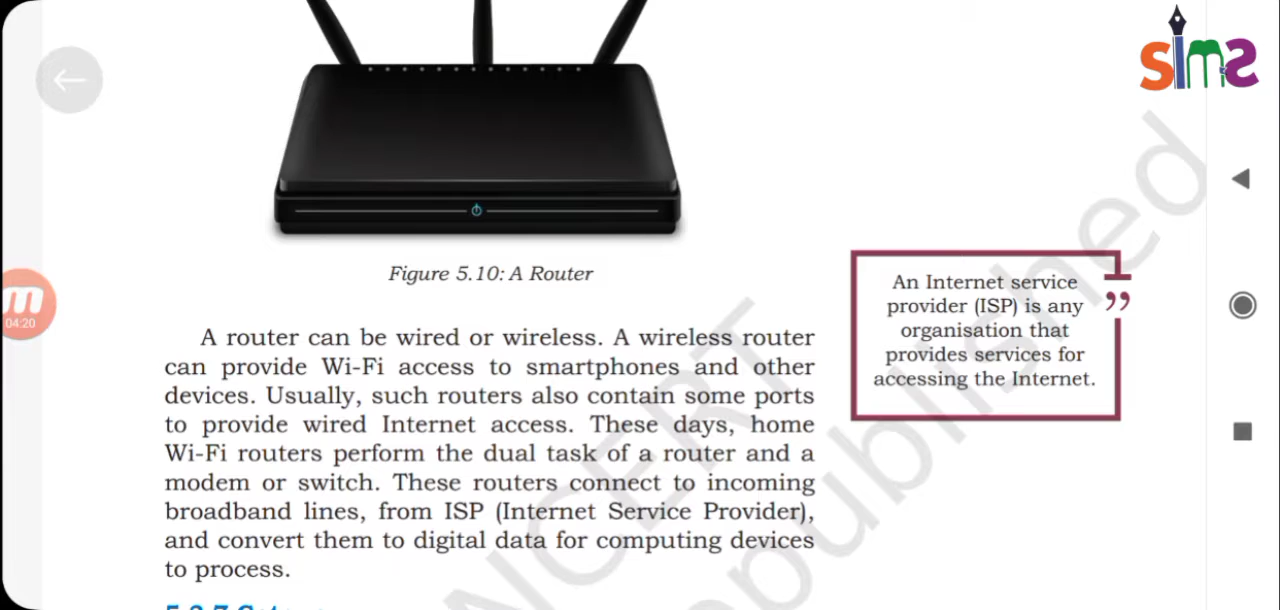 sims
04:20
Figure 5.10: A Router
An Internet service
provider (ISP) is any
organisation that
provides services for
accessing the Internet.
A router can be wired or wireless. A wireless router
can provide Wi-Fi access to smartphones and other
devices. Usually, such routers also contain some ports
to provide wired Internet access. These days, home
Wi-Fi routers perform the dual task of a router and a
modem or switch. These routers connect to incoming
broadband lines, from ISP (Internet Service Provider),
and convert them to digital data for computing devices
to process.
NCERT
published